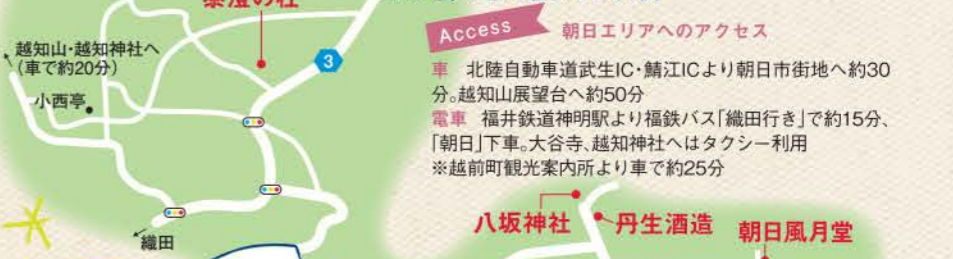 泰澄の杜
越知山・越知神社へ
(車で約20分)
小西亭
3
織田
Access 朝日エリアへのアクセス
車 北陸自動車道武生IC・鯖江ICより朝日市街地へ約30
分。越知山展望台へ約50分
電車 福井鉄道神明駅より福鉄バス「織田行き」で約15分、
「朝日」下車。大谷寺、越知神社へはタクシー利用
※越前町観光案内所より車で約25分
八坂神社
丹生酒造
朝日風月堂